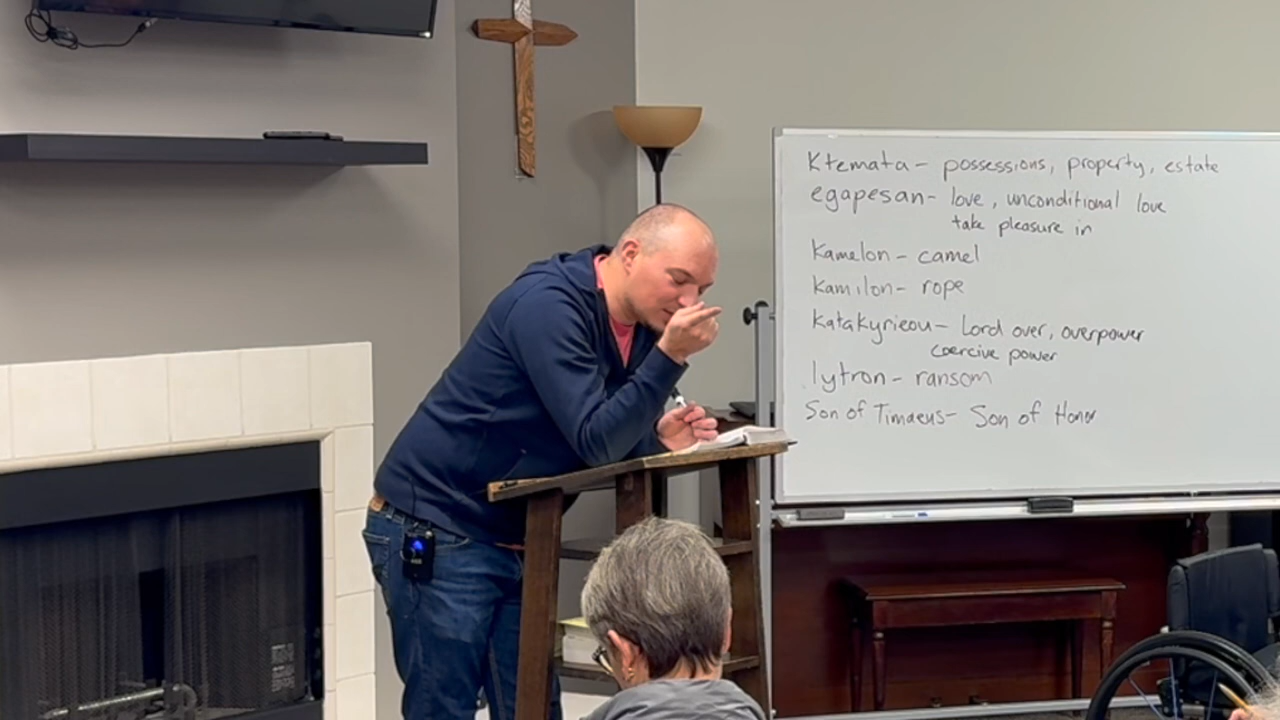 Ktemata - possessions, property, estate
egapesan - love, unconditional love
take pleasure in
Kamelon - camel
Kamilon - rope
Katakyrieou - Lord over, overpower
coercive power
lytron - ransom
Son of Timaeus - Son of Honor